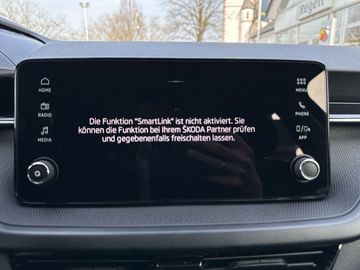 Regen
HOME
RADIO
MEDIA
MENU
PHONE
APP
Die Funktion "SmartLink" ist nicht aktiviert. Sie
können die Funktion bei Ihrem ŠKODA Partner prüfen
und gegebenenfalls freischalten lassen.